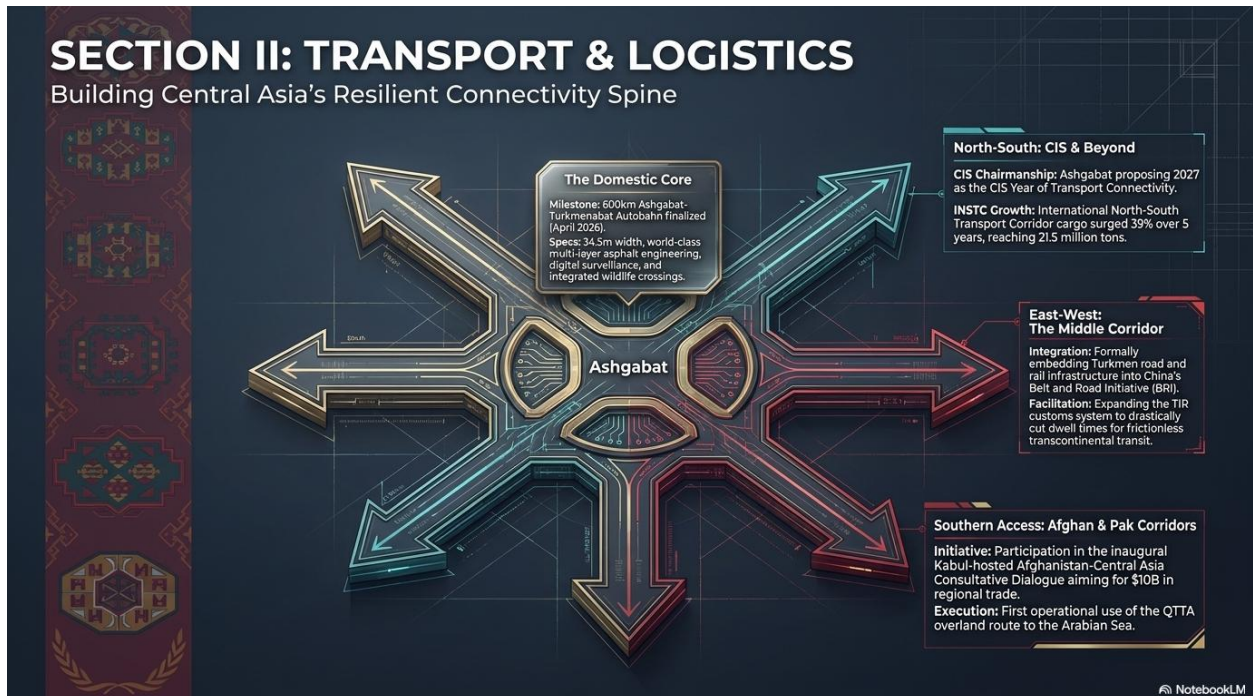 SECTION II: TRANSPORT & LOGISTICS
Building Central Asia's Resilient Connectivity Spine
The Domestic Core
Milestone: 600km Ashgabat-
Turkmenabat Autobahn finalized
(April 2026).
Specs: 34.5m width, world-class
multi-layer asphalt engineering,
digital surveillance, and
integrated wildlife crossings.
Ashgabat
North-South: CIS & Beyond
CIS Chairmanship: Ashgabat proposing 2027
as the CIS Year of Transport Connectivity.
INSTC Growth: International North-South
Transport Corridor cargo surged 39% over 5
years, reaching 21.5 million tons.
East-West:
The Middle Corridor
Integration: Formally
embedding Turkmen road and
rail infrastructure into China's
Belt and Road Initiative (BRI).
Facilitation: Expanding the TIR
customs system to drastically
cut dwell times for frictionless
transcontinental transit.
Southern Access: Afghan & Pak Corridors
Initiative: Participation in the inaugural
Kabul-hosted Afghanistan-Central Asia
Consultative Dialogue aiming for $10B in
regional trade.
Execution: First operational use of the QTTA
overland route to the Arabian Sea.
NotebookLM